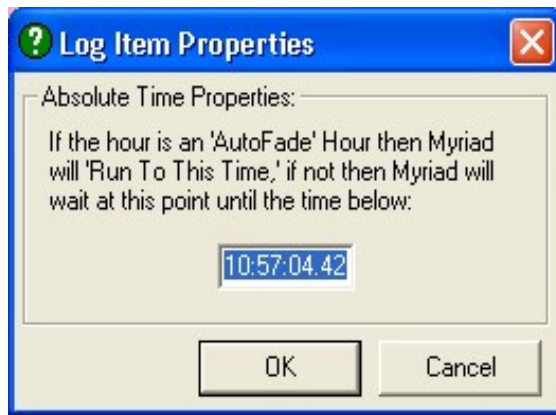 Log Item Properties
Absolute Time Properties:
If the hour is an 'AutoFade' Hour then Myriad
will 'Run To This Time,' if not then Myriad will
wait at this point until the time below:
10:57:04.42
OK
Cancel